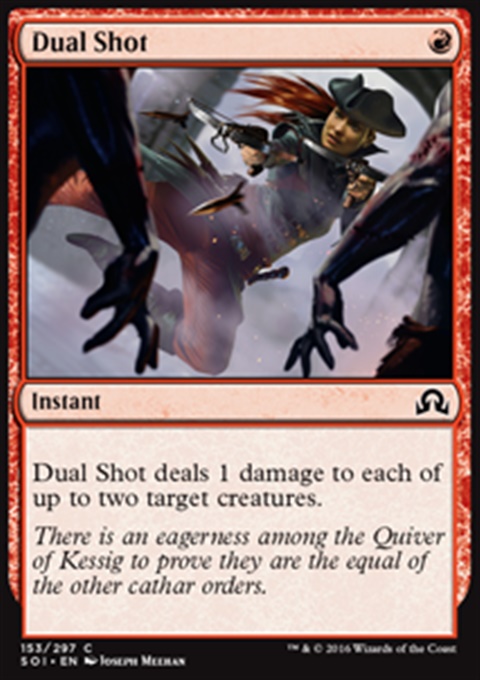 Dual Shot
Instant
Dual Shot deals 1 damage to each of
up to two target creatures.
There is an eagerness among the Quiver
of Kessig to prove they are the equal of
the other cathar orders.
153/297 C
SOI • EN Joseph Meehan
™ & © 2016 Wizards of the Coast